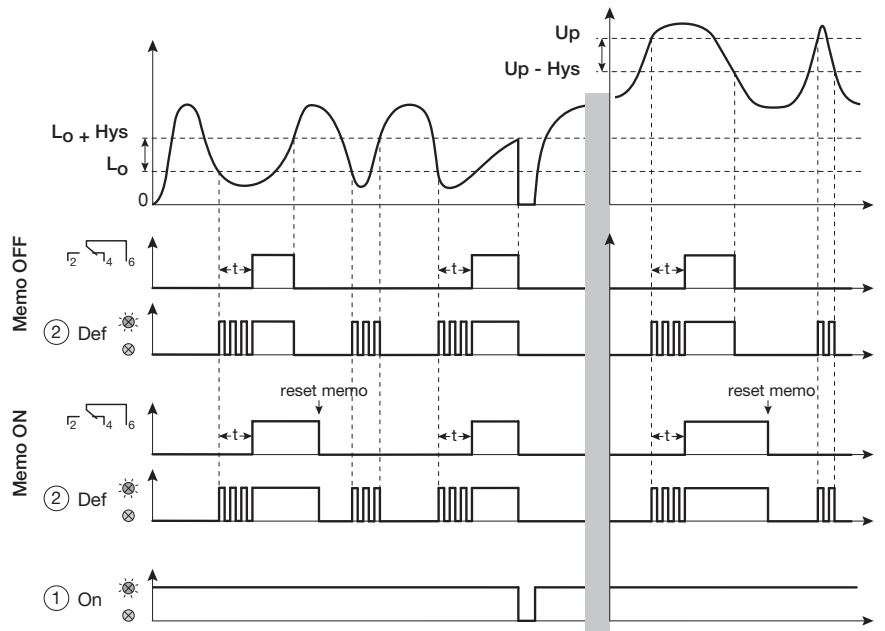 Up
Up - Hys
Lo + Hys
Lo
0
Memo OFF
2 4 6
t t t
2 Def
Memo ON
reset memo reset memo
2 4 6
t t t
2 Def
1 On